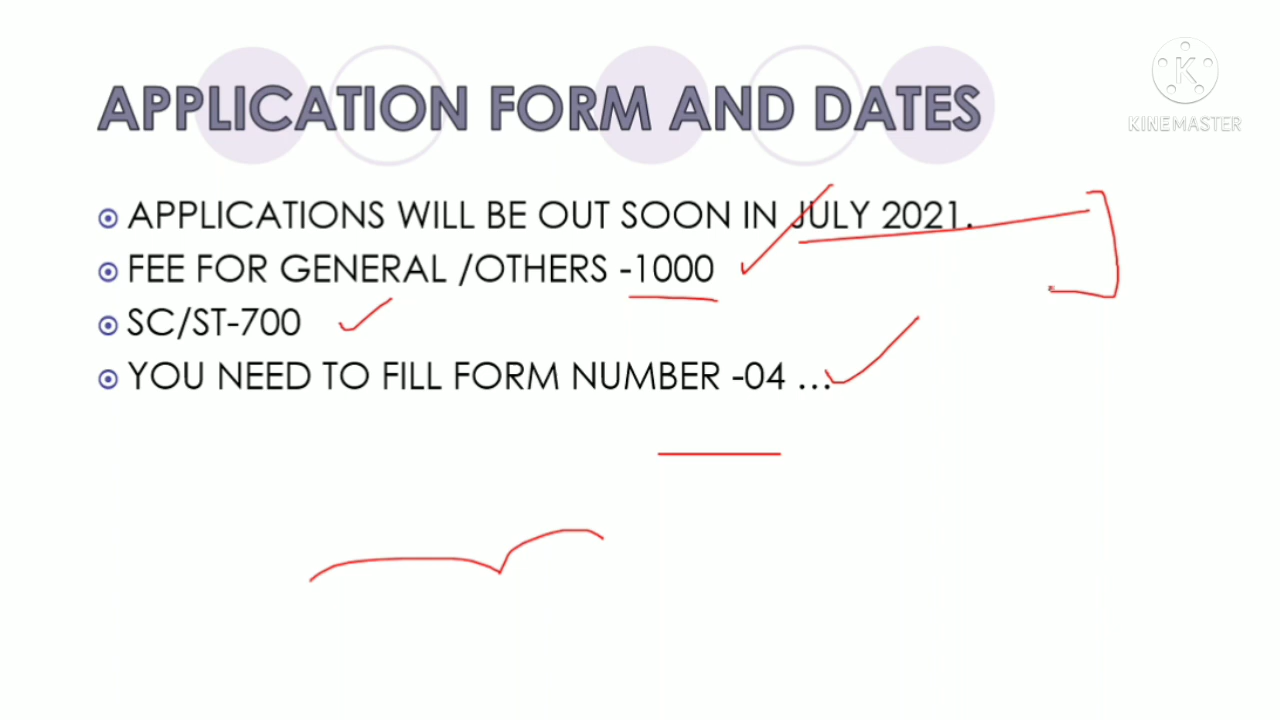 APPLICATION FORM AND DATES
K
KINEMASTER
APPLICATIONS WILL BE OUT SOON IN JULY 2021.
FEE FOR GENERAL /OTHERS -1000
SC/ST-700
YOU NEED TO FILL FORM NUMBER -04 ...